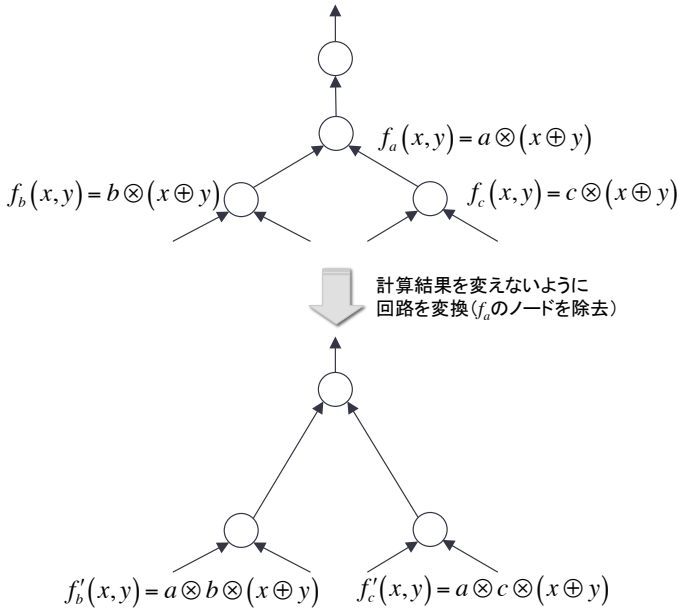 f_a(x, y) = a ⊗ (x ⊕ y)
f_b(x, y) = b ⊗ (x ⊕ y)
f_c(x, y) = c ⊗ (x ⊕ y)
計算結果を変えないように
回路を変換(f_aのノードを除去)
f′_b(x, y) = a ⊗ b ⊗ (x ⊕ y)
f′_c(x, y) = a ⊗ c ⊗ (x ⊕ y)